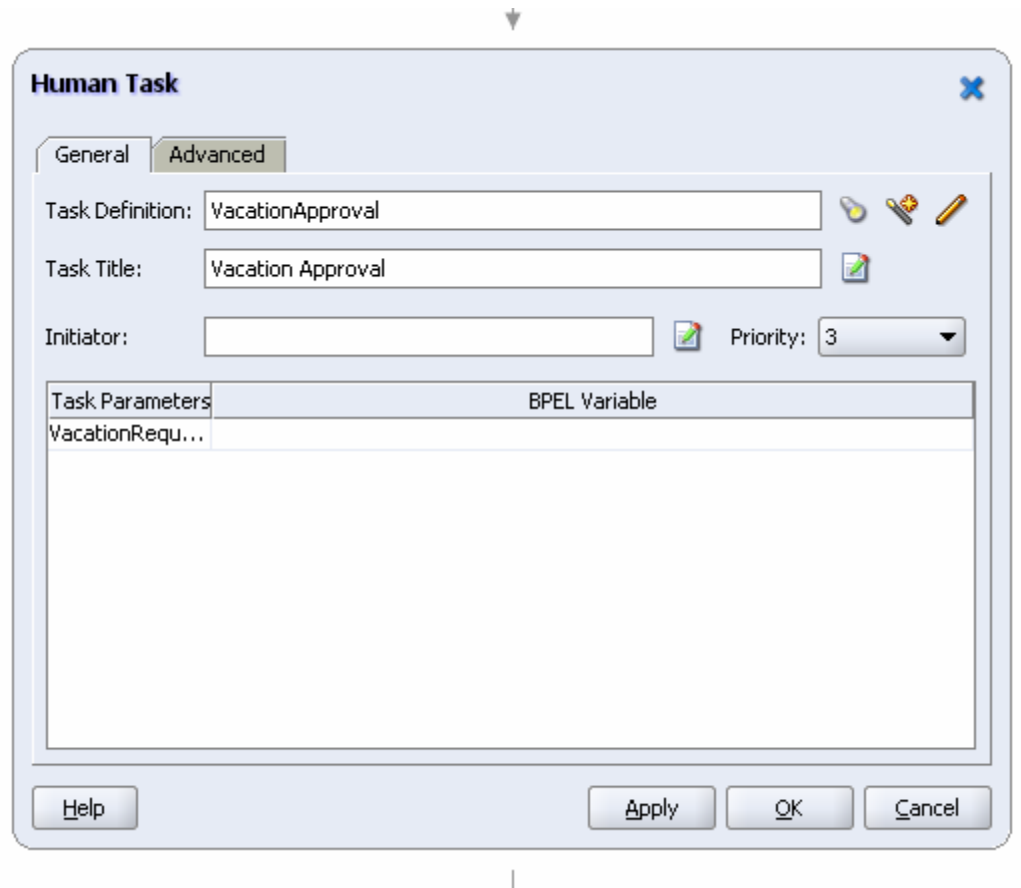 Human Task
General Advanced
Task Definition: VacationApproval
Task Title: Vacation Approval
Initiator: Priority: 3
Task Parameters BPEL Variable
VacationRequ...
Help Apply OK Cancel